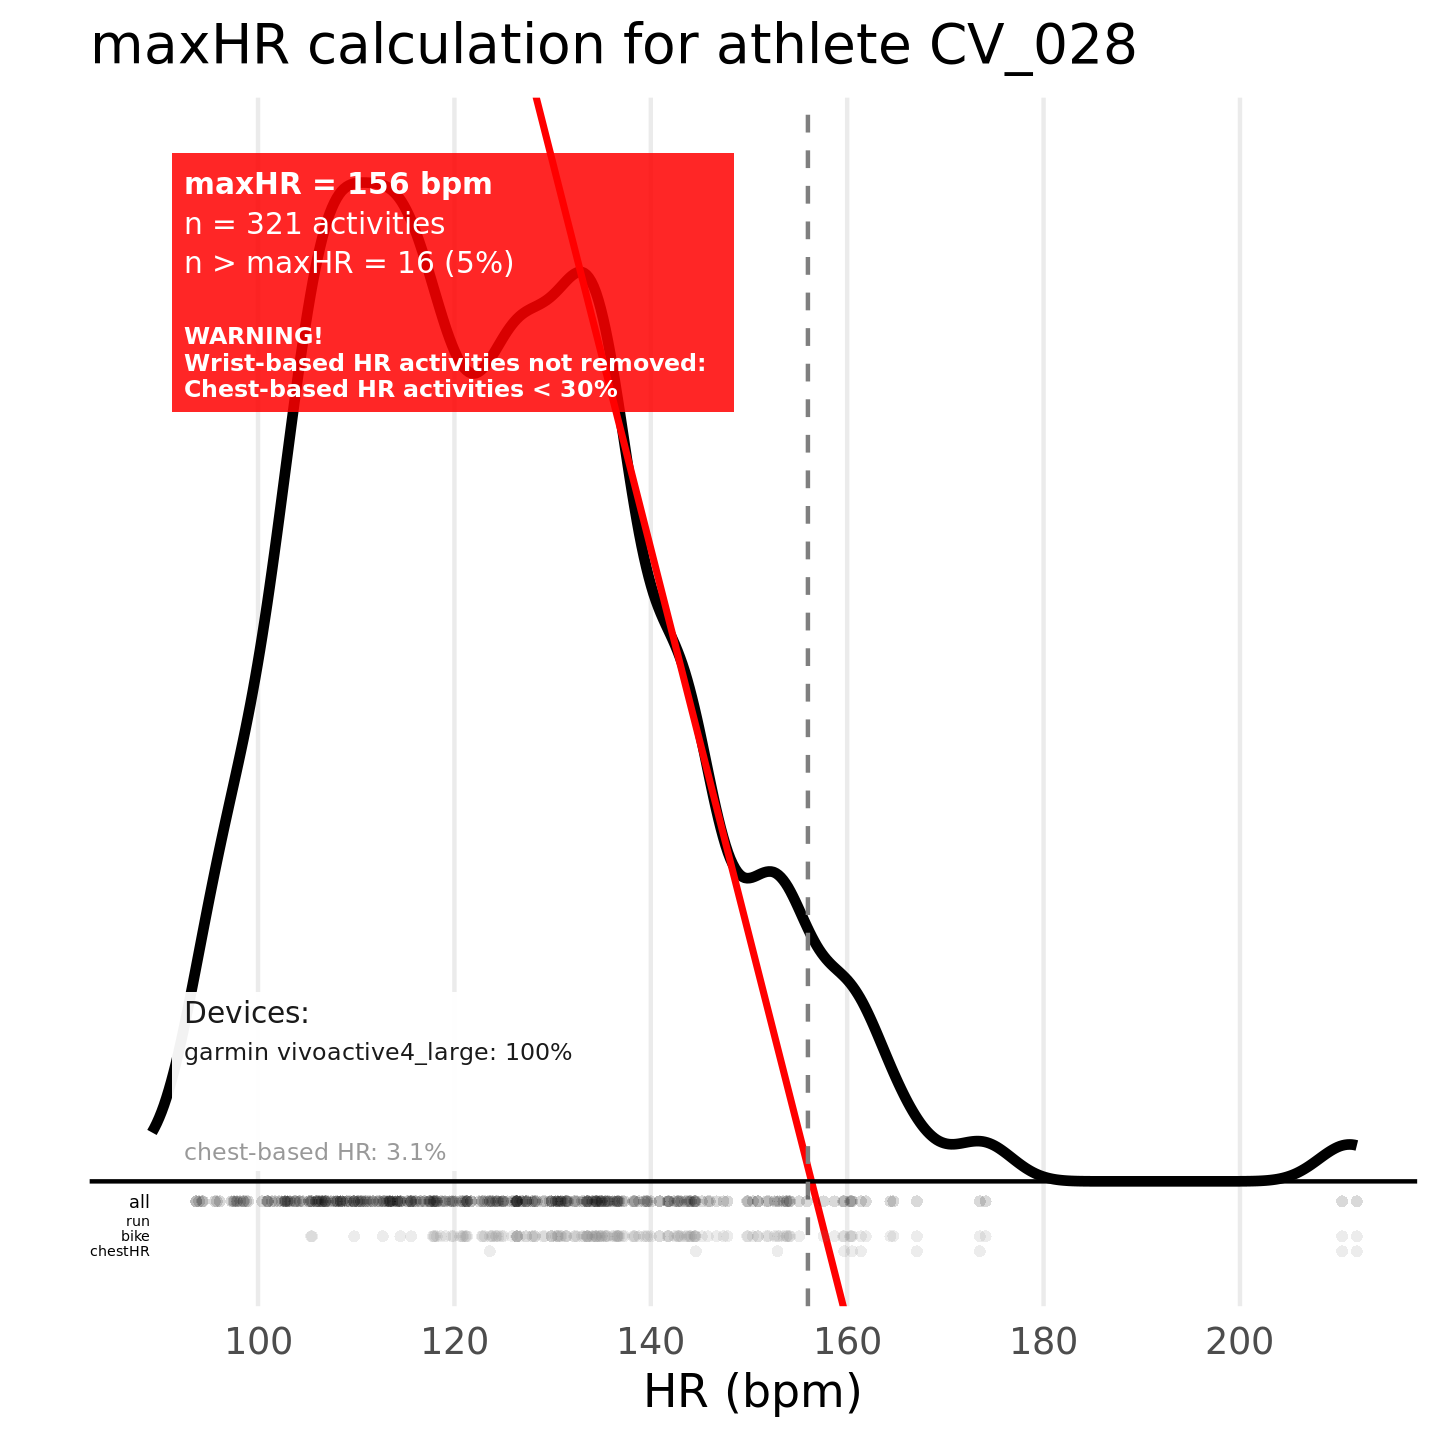 maxHR calculation for athlete CV_028
maxHR = 156 bpm
n = 321 activities
n > maxHR = 16 (5%)
WARNING!
Wrist-based HR activities not removed:
Chest-based HR activities < 30%
Devices:
garmin vivoactive4_large: 100%
chest-based HR: 3.1%
all
run
bike
chestHR
100 120 140 160 180 200
HR (bpm)